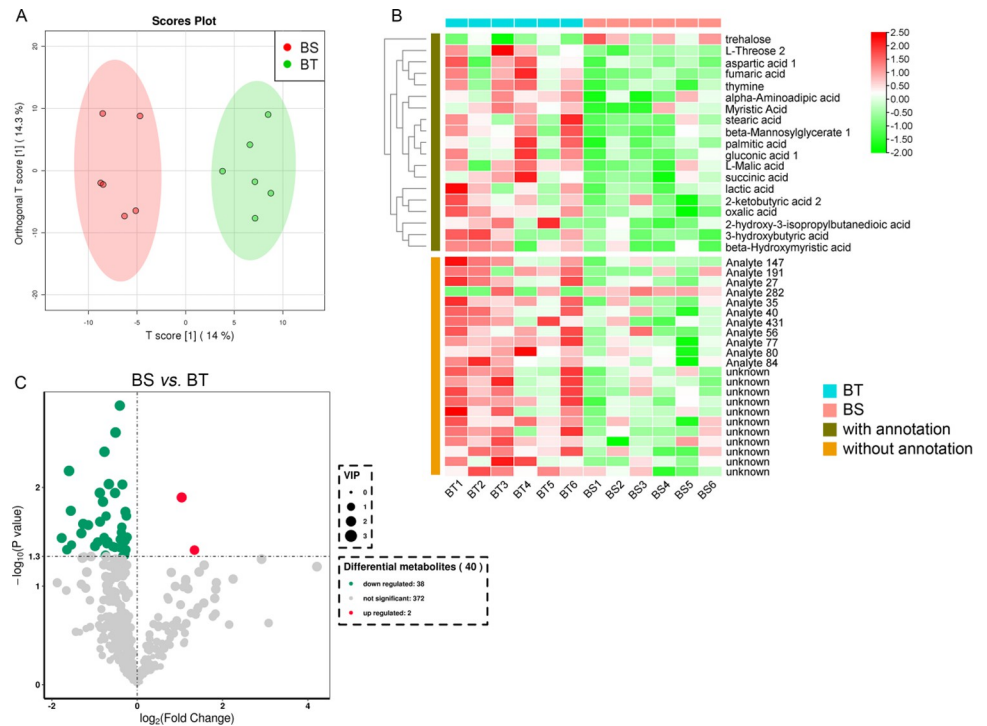 A
Scores Plot
BS
BT
20
10
0
-10
-20
Orthogonal T score [1] ( 14.3 %)
-10
-5
0
5
10
T score [1] ( 14 %)
B
trehalose
L-Threose 2
aspartic acid 1
fumaric acid
thymine
alpha-Aminoadipic acid
Myristic Acid
stearic acid
beta-Mannosylglycerate 1
palmitic acid
gluconic acid 1
L-Malic acid
succinic acid
lactic acid
2-ketobutyric acid 2
oxalic acid
2-hydroxy-3-isopropylbutanedioic acid
3-hydroxybutyric acid
beta-Hydroxymyristic acid
Analyte 147
Analyte 191
Analyte 27
Analyte 282
Analyte 35
Analyte 40
Analyte 431
Analyte 56
Analyte 77
Analyte 80
Analyte 84
unknown
unknown
unknown
unknown
unknown
unknown
unknown
unknown
unknown
unknown
unknown
BT1 BT2 BT3 BT4 BT5 BT6 BS1 BS2 BS3 BS4 BS5 BS6
2.50
2.00
1.50
1.00
0.50
0.00
-0.50
-1.00
-1.50
-2.00
BT
BS
with annotation
without annotation
C
BS vs. BT
2
1.3
1
0
−log10(P value)
-2
0
2
4
log2(Fold Change)
VIP
0
1
2
3
Differential metabolites ( 40 )
down regulated: 38
not significant: 372
up regulated: 2